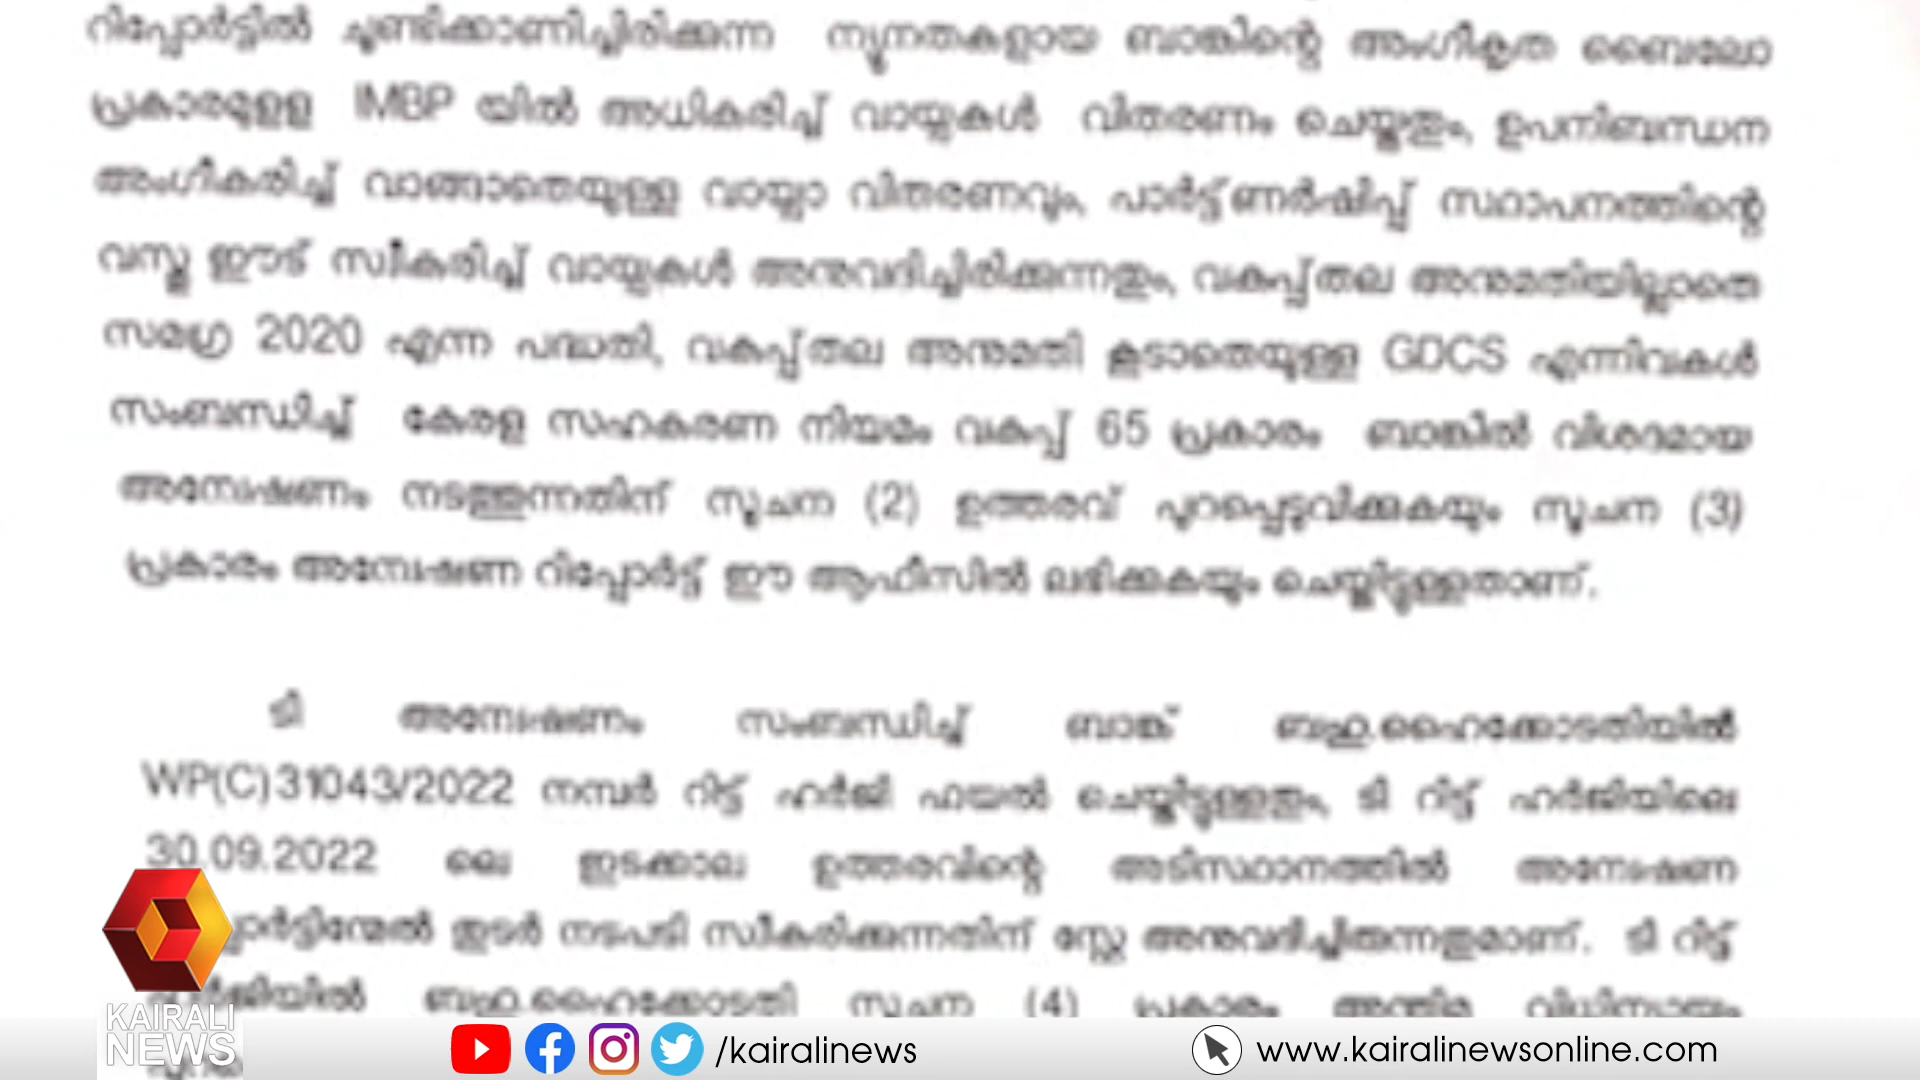 റിപ്പോർട്ടിൽ ചൂണ്ടിക്കാണിച്ചിരിക്കുന്ന ന്യൂനതകളായ ബാങ്കിന്റെ അംഗീകൃത ബൈലോ
പ്രകാരമുളള IMBP യിൽ അധികരിച്ച് വായ്പകൾ വിതരണം ചെയ്തതും, ഉപനിബന്ധന
അംഗീകരിച്ച് വാങ്ങാതെയുള്ള വായ്പാ വിതരണവും, പാർട്ട്ണർഷിപ്പ് സ്ഥാപനത്തിന്റെ
വസ്തു ഈട് സ്വീകരിച്ച് വായ്പകൾ അനുവദിച്ചിരിക്കുന്നതും, വകുപ്പ്തല അനുമതിയില്ലാതെ
സമഗ്ര 2020 എന്ന പദ്ധതി, വകുപ്പ്തല അനുമതി കൂടാതെയുള്ള GDCS എന്നിവകൾ
സംബന്ധിച്ച് കേരള സഹകരണ നിയമം വകുപ്പ് 65 പ്രകാരം ബാങ്കിൽ വിശദമായ
അന്വേഷണം നടത്തുന്നതിന് സൂചന (2) ഉത്തരവ് പുറപ്പെടുവിക്കുകയും സൂചന (3)
പ്രകാരം അന്വേഷണ റിപ്പോർട്ട് ഈ ആഫീസിൽ ലഭിക്കുകയും ചെയ്തിട്ടുള്ളതാണ്.
ടി അന്വേഷണം സംബന്ധിച്ച് ബാങ്ക് ബഹു.ഹൈക്കോടതിയിൽ
WP(C)31043/2022 നമ്പർ റിട്ട് ഹർജി ഫയൽ ചെയ്തിട്ടുള്ളതും, ടി റിട്ട് ഹർജിയിലെ
30.09.2022 ലെ ഇടക്കാല ഉത്തരവിന്റെ അടിസ്ഥാനത്തിൽ അന്വേഷണ
ഇടർ നടപടി സ്വീകരിക്കുന്നതിന് സ്റ്റേ അനുവദിച്ചിരുന്നതുമാണ്. ടി റിട്ട്
ബഹു.ഹൈക്കോടതി സൂചന (4) പ്രകാരം അന്തിമ വിധിന്യായം
KAIRALI
NEWS
/kairalinews
www.kairalinewsonline.com